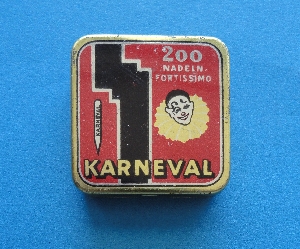 200
NADELN-
FORTISSIMO
KARNEVAL